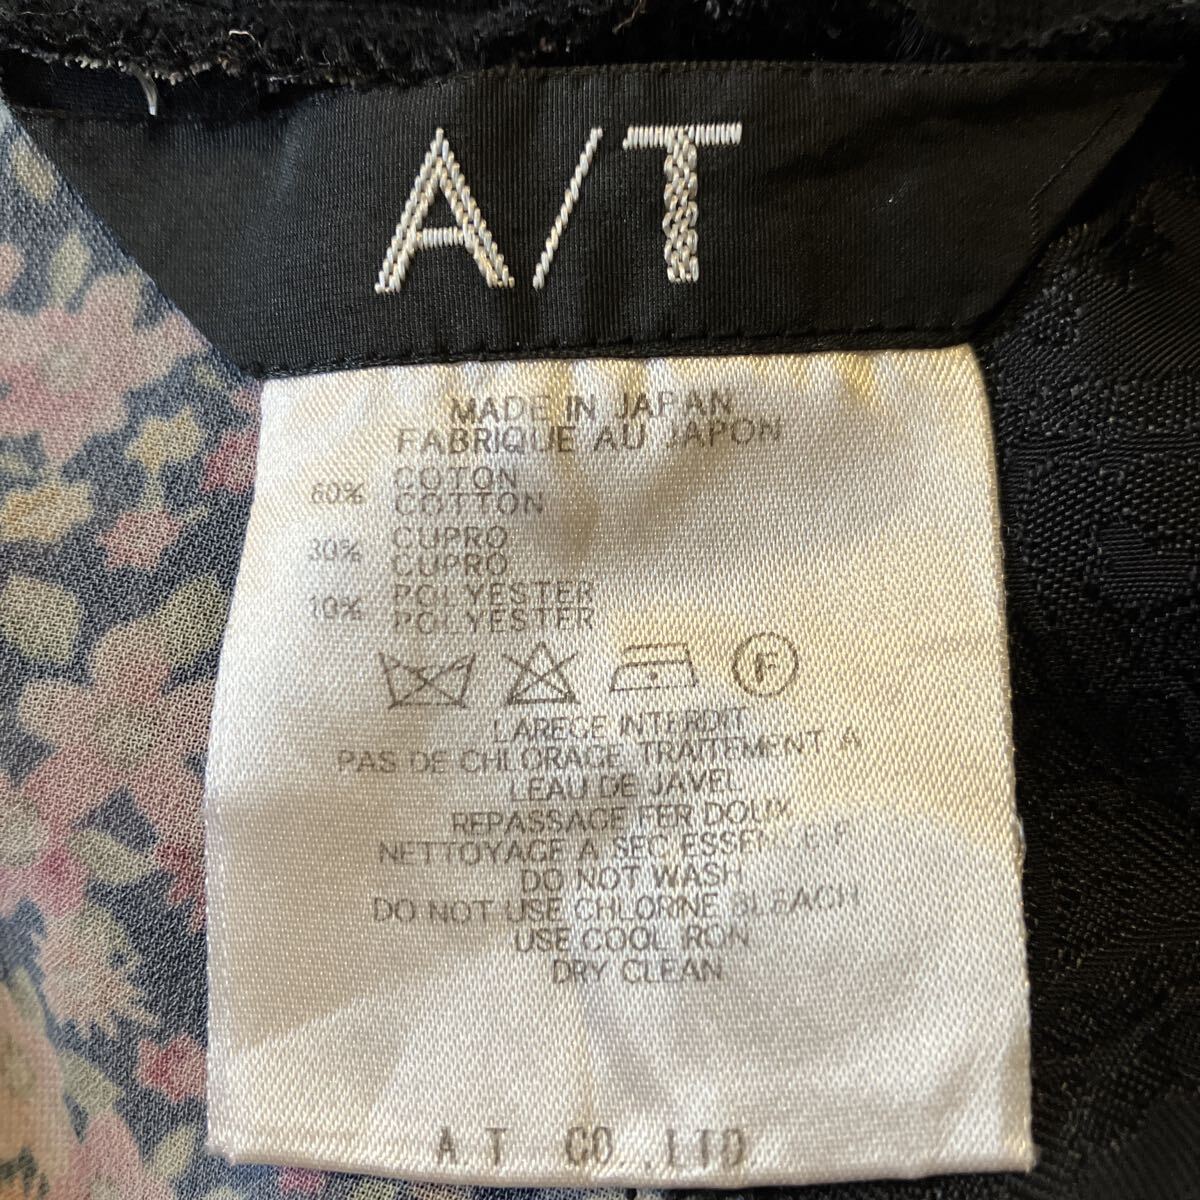 A/T
MADE IN JAPAN
FABRIQUE AU JAPON
60% COTON
COTTON
30% CUPRO
CUPRO
10% POLYESTER
POLYESTER
F
LAREGE INTERDIT
PAS DE CHLORAGE TRAITEMENT A
LEAU DE JAVEL
REPASSAGE FER DOUX
NETTOYAGE A SEC ESSENCE F
DO NOT WASH
DO NOT USE CHLORINE BLEACH
USE COOL IRON
DRY CLEAN
A T CO.,LTD